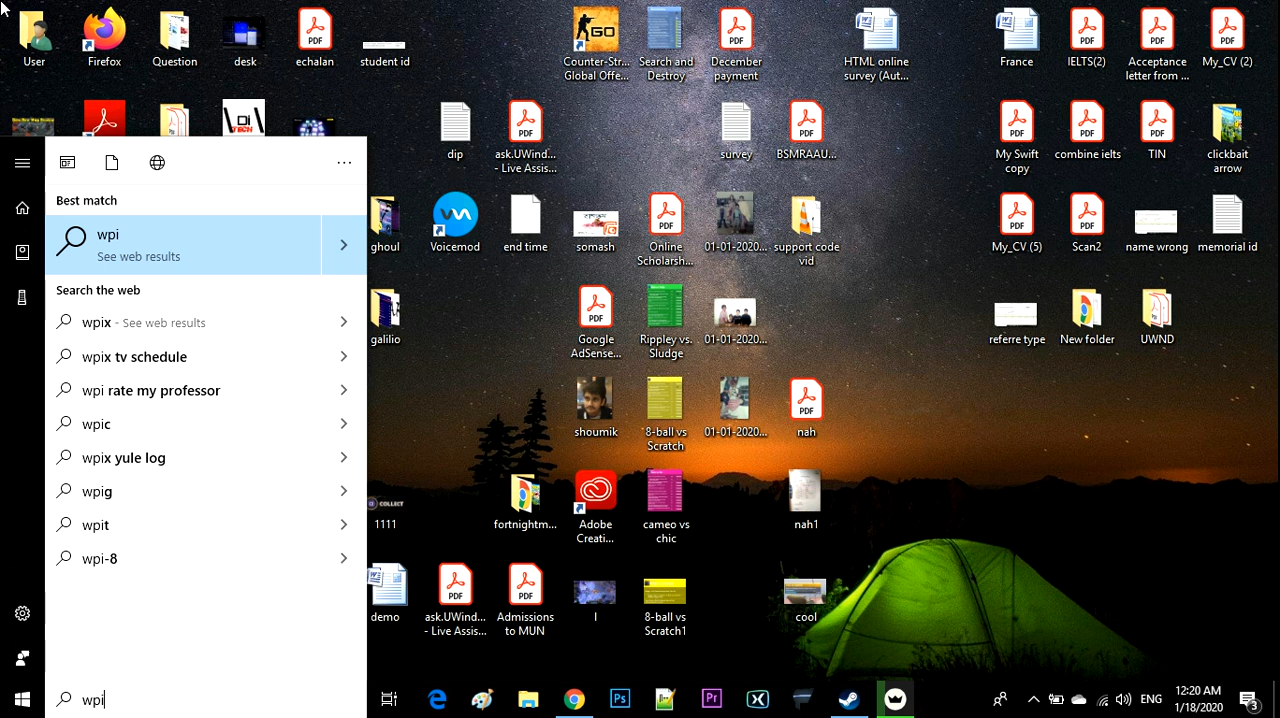 User
Firefox
Question
desk
echalan
student id
Counter-Str...
Global Offe...
Search and
Destroy
December
payment
HTML online
survey (Aut...
France
IELTS(2)
Acceptance
letter from ...
My_CV (2)
dip
ask.UWind...
- Live Assis...
survey
BSMRAAU...
My Swift
copy
combine ielts
TIN
clickbait
arrow
Best match
wpi
See web results
ghoul
Voicemod
end time
somash
Online
Scholarsh...
01-01-2020...
support code
vid
My_CV (5)
Scan2
name wrong
memorial id
Search the web
wpix - See web results
wpix tv schedule
wpi rate my professor
wpic
wpix yule log
wpig
wpit
wpi-8
galilio
Google
AdSense...
Rippley vs.
Sludge
01-01-2020...
referre type
New folder
UWND
shoumik
8-ball vs
Scratch
01-01-2020...
nah
COLLECT
1111
fortnightm...
Adobe
Creati...
cameo vs
chic
nah1
demo
ask.UWind...
- Live Assis...
Admissions
to MUN
I
8-ball vs
Scratch1
cool
wpi
ENG
12:20 AM
1/18/2020
3